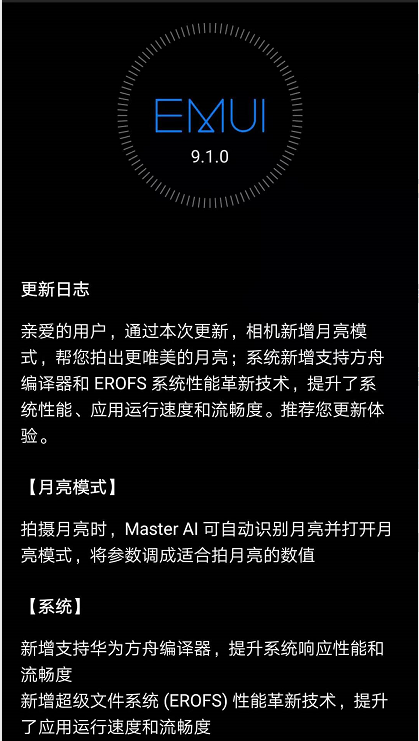 EMUI
9.1.0
更新日志
亲爱的用户，通过本次更新，相机新增月亮模
式，帮您拍出更唯美的月亮；系统新增支持方舟
编译器和 EROFS 系统性能革新技术，提升了系
统性能、应用运行速度和流畅度。推荐您更新体
验。
【月亮模式】
拍摄月亮时，Master AI 可自动识别月亮并打开月
亮模式，将参数调成适合拍月亮的数值
【系统】
新增支持华为方舟编译器，提升系统响应性能和
流畅度
新增超级文件系统 (EROFS) 性能革新技术，提升
了应用运行速度和流畅度